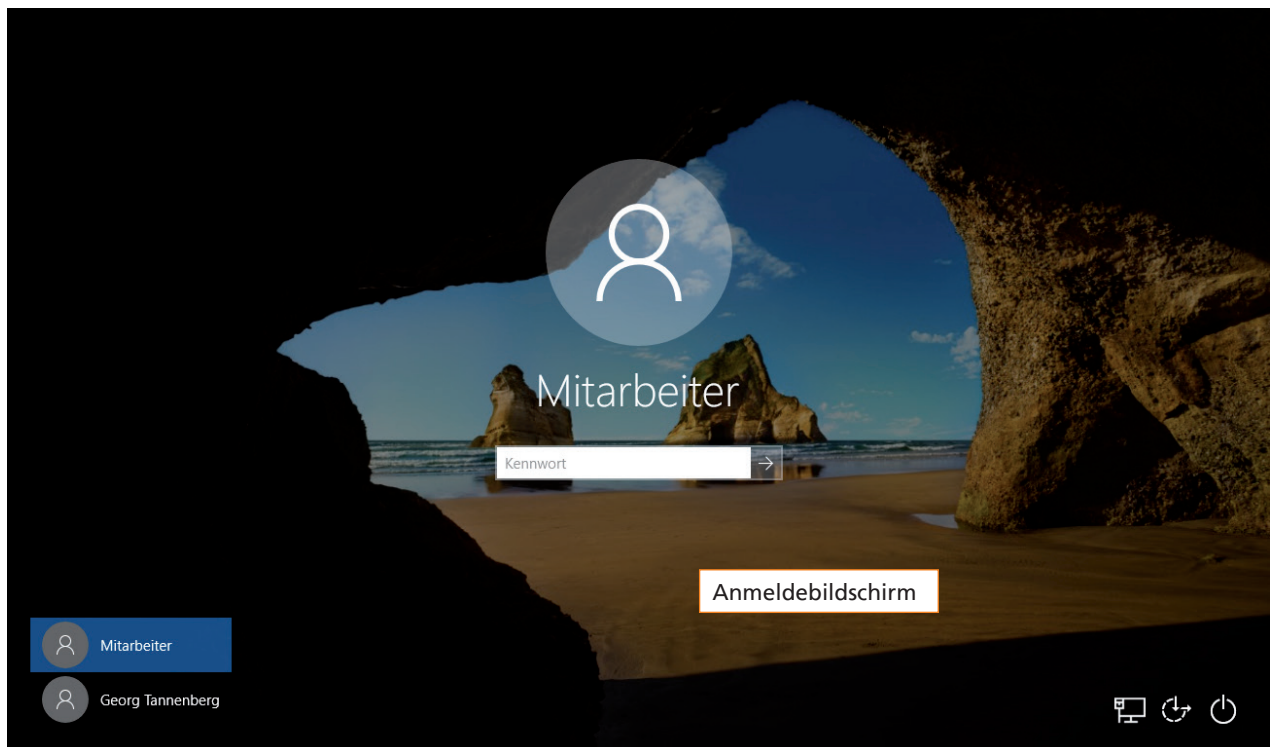 Mitarbeiter
Kennwort
Anmeldebildschirm
Mitarbeiter
Georg Tannenberg